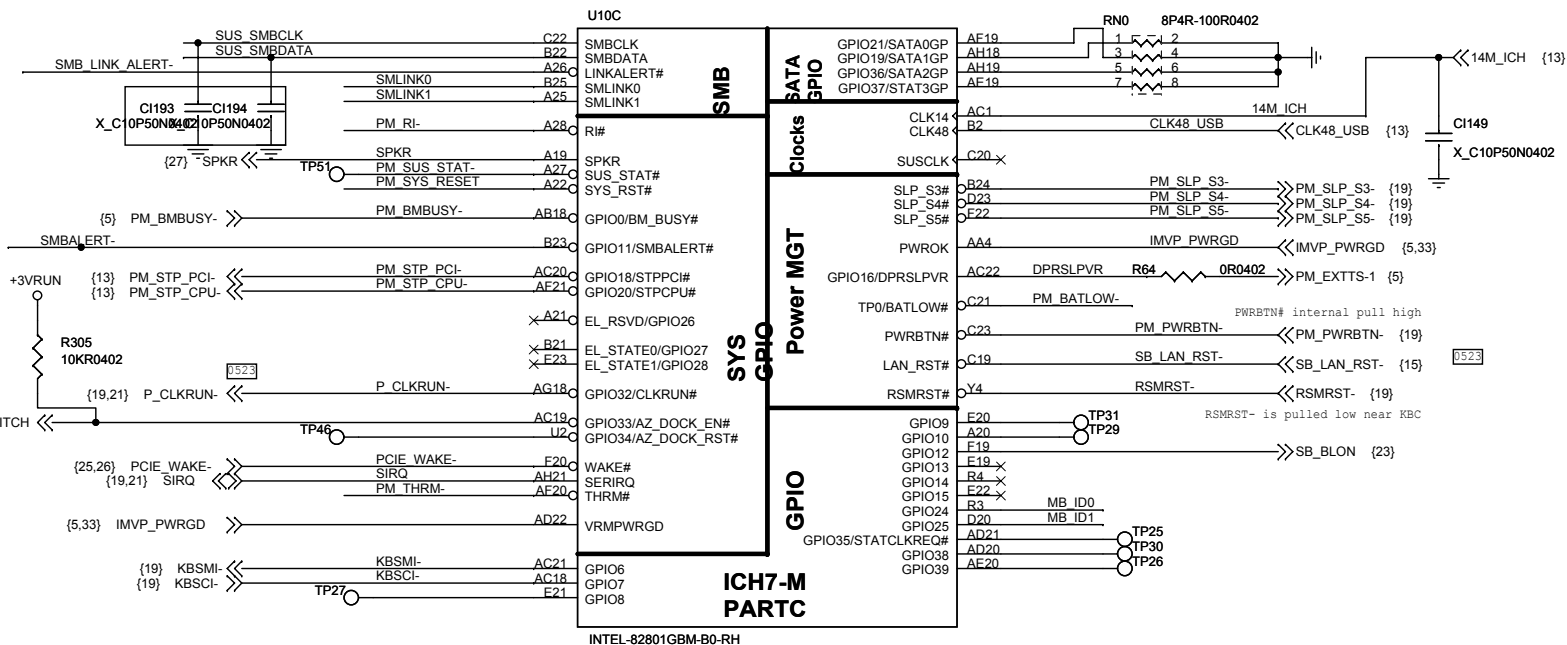 U10C
RN0 8P4R-100R0402
SUS_SMBCLK C22 SMBCLK
SUS_SMBDATA B22 SMBDATA
SMB_LINK_ALERT- A26 LINKALERT#
SMLINK0 B25 SMLINK0
SMLINK1 A25 SMLINK1
SMB
CI193 CI194
X_C10P50N0402
PM_RI- A28 RI#
{27} SPKR SPKR A19 SPKR
TP51 PM_SUS_STAT- A27 SUS_STAT#
PM_SYS_RESET A22 SYS_RST#
{5} PM_BMBUSY- PM_BMBUSY- AB18 GPIO0/BM_BUSY#
SMBALERT- B23 GPIO11/SMBALERT#
+3VRUN
{13} PM_STP_PCI- PM_STP_PCI- AC20 GPIO18/STPPCI#
{13} PM_STP_CPU- PM_STP_CPU- AF21 GPIO20/STPCPU#
A21 EL_RSVD/GPIO26
R305
10KR0402
B21 EL_STATE0/GPIO27
E23 EL_STATE1/GPIO28
0523
{19,21} P_CLKRUN- P_CLKRUN- AG18 GPIO32/CLKRUN#
ITCH AC19 GPIO33/AZ_DOCK_EN#
TP46 U2 GPIO34/AZ_DOCK_RST#
{25,26} PCIE_WAKE- PCIE_WAKE- F20 WAKE#
{19,21} SIRQ SIRQ AH21 SERIRQ
PM_THRM- AF20 THRM#
{5,33} IMVP_PWRGD AD22 VRMPWRGD
{19} KBSMI- KBSMI- AC21 GPIO6
{19} KBSCI- KBSCI- AC18 GPIO7
TP27 E21 GPIO8
SYS
GPIO
SATA
GPIO
GPIO21/SATA0GP AF19 1 2
GPIO19/SATA1GP AH18 3 4
GPIO36/SATA2GP AH19 5 6
GPIO37/STAT3GP AE19 7 8
14M_ICH {13}
Clocks
CLK14 AC1 14M_ICH
CLK48 B2 CLK48_USB CLK48_USB {13}
SUSCLK C20
CI149
X_C10P50N0402
Power MGT
SLP_S3# B24 PM_SLP_S3- PM_SLP_S3- {19}
SLP_S4# D23 PM_SLP_S4- PM_SLP_S4- {19}
SLP_S5# F22 PM_SLP_S5- PM_SLP_S5- {19}
PWROK AA4 IMVP_PWRGD IMVP_PWRGD {5,33}
GPIO16/DPRSLPVR AC22 DPRSLPVR R64 0R0402 PM_EXTTS-1 {5}
TP0/BATLOW# C21 PM_BATLOW-
PWRBTN# internal pull high
PWRBTN# C23 PM_PWRBTN- PM_PWRBTN- {19}
LAN_RST# C19 SB_LAN_RST- SB_LAN_RST- {15} 0523
RSMRST# Y4 RSMRST- RSMRST- {19}
RSMRST- is pulled low near KBC
GPIO
GPIO9 E20 TP31
GPIO10 A20 TP29
GPIO12 F19 SB_BLON {23}
GPIO13 E19
GPIO14 R4
GPIO15 E22
GPIO24 R3 MB_ID0
GPIO25 D20 MB_ID1
GPIO35/STATCLKREQ# AD21 TP25
GPIO38 AD20 TP30
GPIO39 AE20 TP26
ICH7-M
PARTC
INTEL-82801GBM-B0-RH